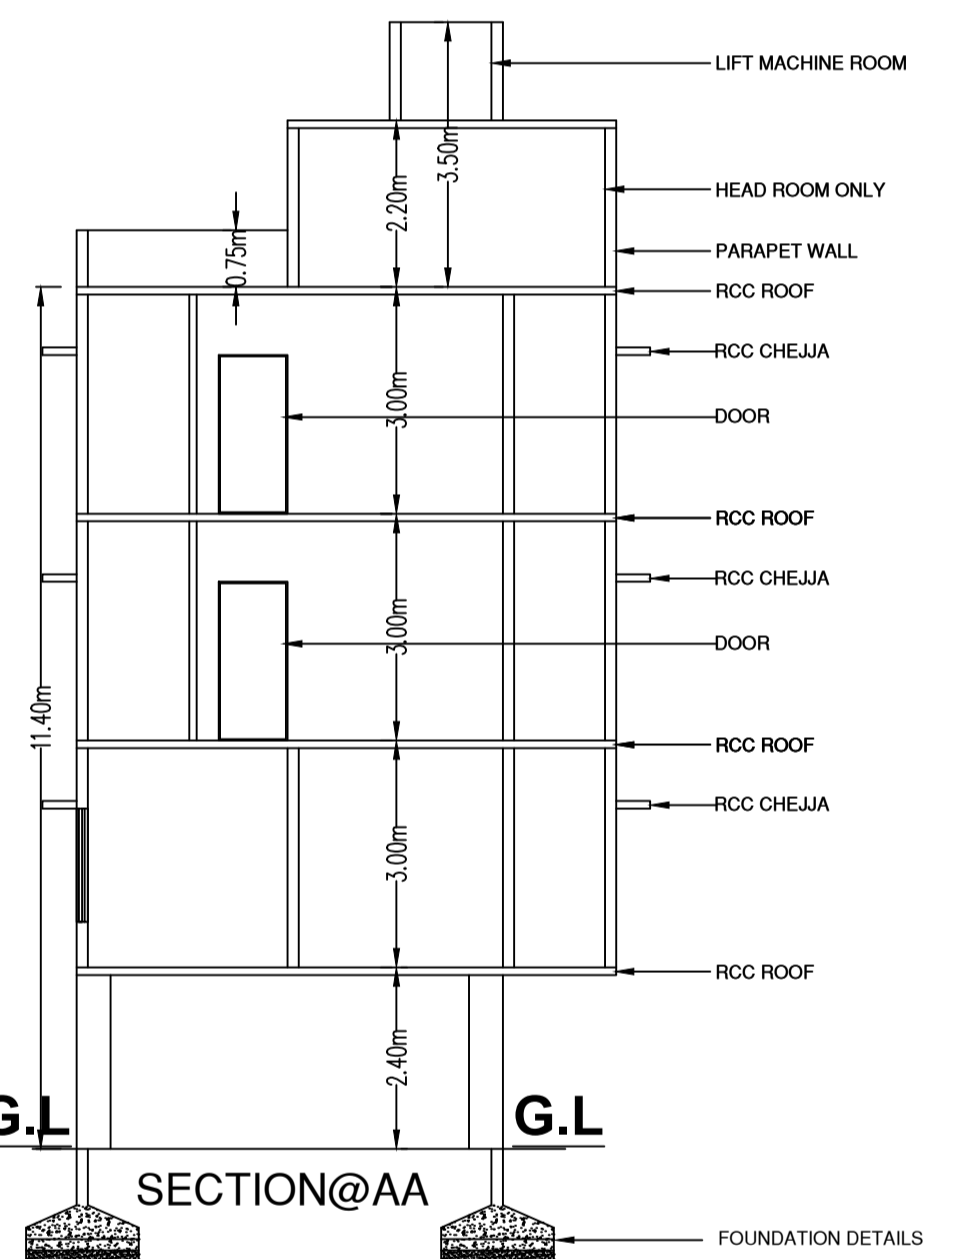 LIFT MACHINE ROOM
3.50m
2.20m
HEAD ROOM ONLY
0.75m
PARAPET WALL
RCC ROOF
RCC CHEJJA
3.00m
DOOR
RCC ROOF
RCC CHEJJA
3.00m
DOOR
11.40m
RCC ROOF
RCC CHEJJA
3.00m
RCC ROOF
2.40m
G.L
G.L
SECTION@AA
FOUNDATION DETAILS